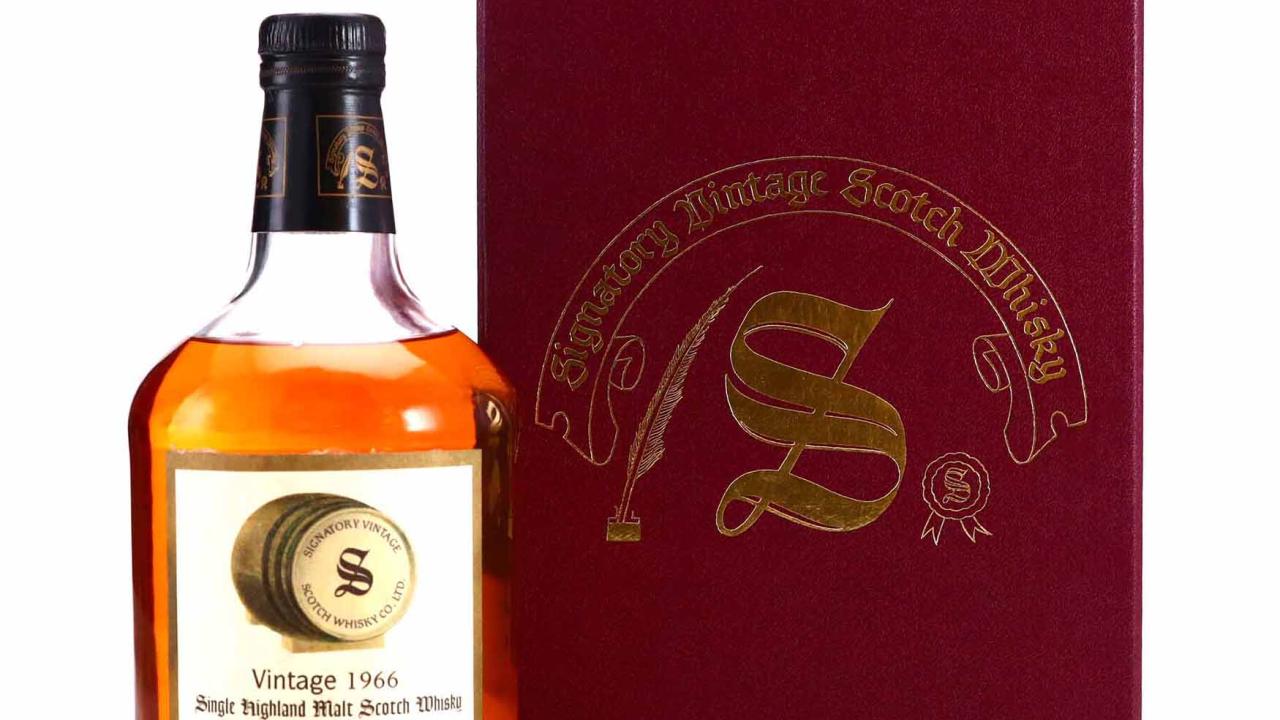 S
Signatory Vintage Scotch Whisky
S
S
SIGNATORY VINTAGE
S
SCOTCH WHISKY CO. LTD.
Vintage 1966
Single Highland Malt Scotch Whisky